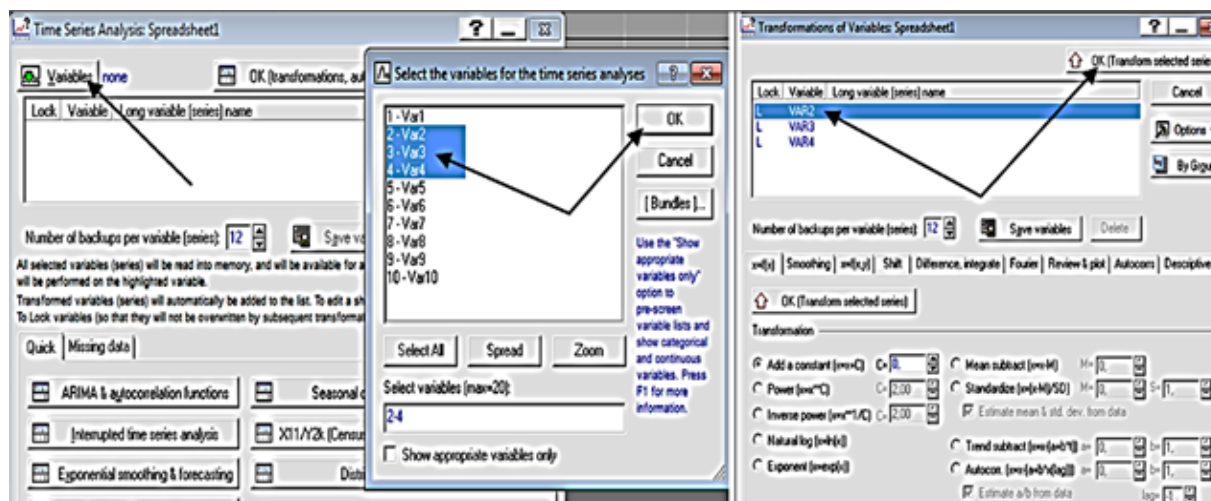 Time Series Analysis: Spreadsheet1
Variables none
OK (transformations, au
Lock Variable Long variable (series) name
Number of backups per variable (series): 12
Save va
All selected variables (series) will be read into memory, and will be available for a
will be performed on the highlighted variable.
Transformed variables (series) will automatically be added to the list. To edit a sh
To Lock variables (so that they will not be overwritten by subsequent transformat
Quick Missing data
ARIMA & autocorrelation functions
Seasonal d
Interrupted time series analysis
X11/Y2k (Census
Exponential smoothing & forecasting
Dist
Select the variables for the time series analyses
1 - Var1
2 - Var2
3 - Var3
4 - Var4
5 - Var5
6 - Var6
7 - Var7
8 - Var8
9 - Var9
10 - Var10
OK
Cancel
[Bundles]...
Use the "Show
appropriate
variables only"
option to
pre-screen
variable lists and
show categorical
and continuous
variables. Press
F1 for more
information.
Select All Spread Zoom
Select variables (max=20):
2-4
Show appropriate variables only
Transformations of Variables: Spreadsheet1
OK (Transform selected serie
Lock Variable Long variable (series) name
L VAR2
L VAR3
L VAR4
Cancel
Options
By Group
Number of backups per variable (series): 12
Save variables Delete
x=f(x) Smoothing x=f(x,y) Shift Difference, integrate Fourier Review & plot Autocorrs Descriptive
OK (Transform selected series)
Transformation
Add a constant (x=x+C) C= 0,
Mean subtract (x=x-M) M= 0,
Power (x=x**C) C= 2,00
Standardize (x=(x-M)/SD) M= 0, S= 1,
Inverse power (x=x**1/C) C= 2,00
Estimate mean & std. dev. from data
Natural log (x=ln(x))
Trend subtract (x=x-(a+b*t)) a= 0, b= 1,
Exponent (x=exp(x))
Autocorr. (x=x-(a+b*x(lag))) a= 0, b= 1,
Estimate a/b from data
lag= -1